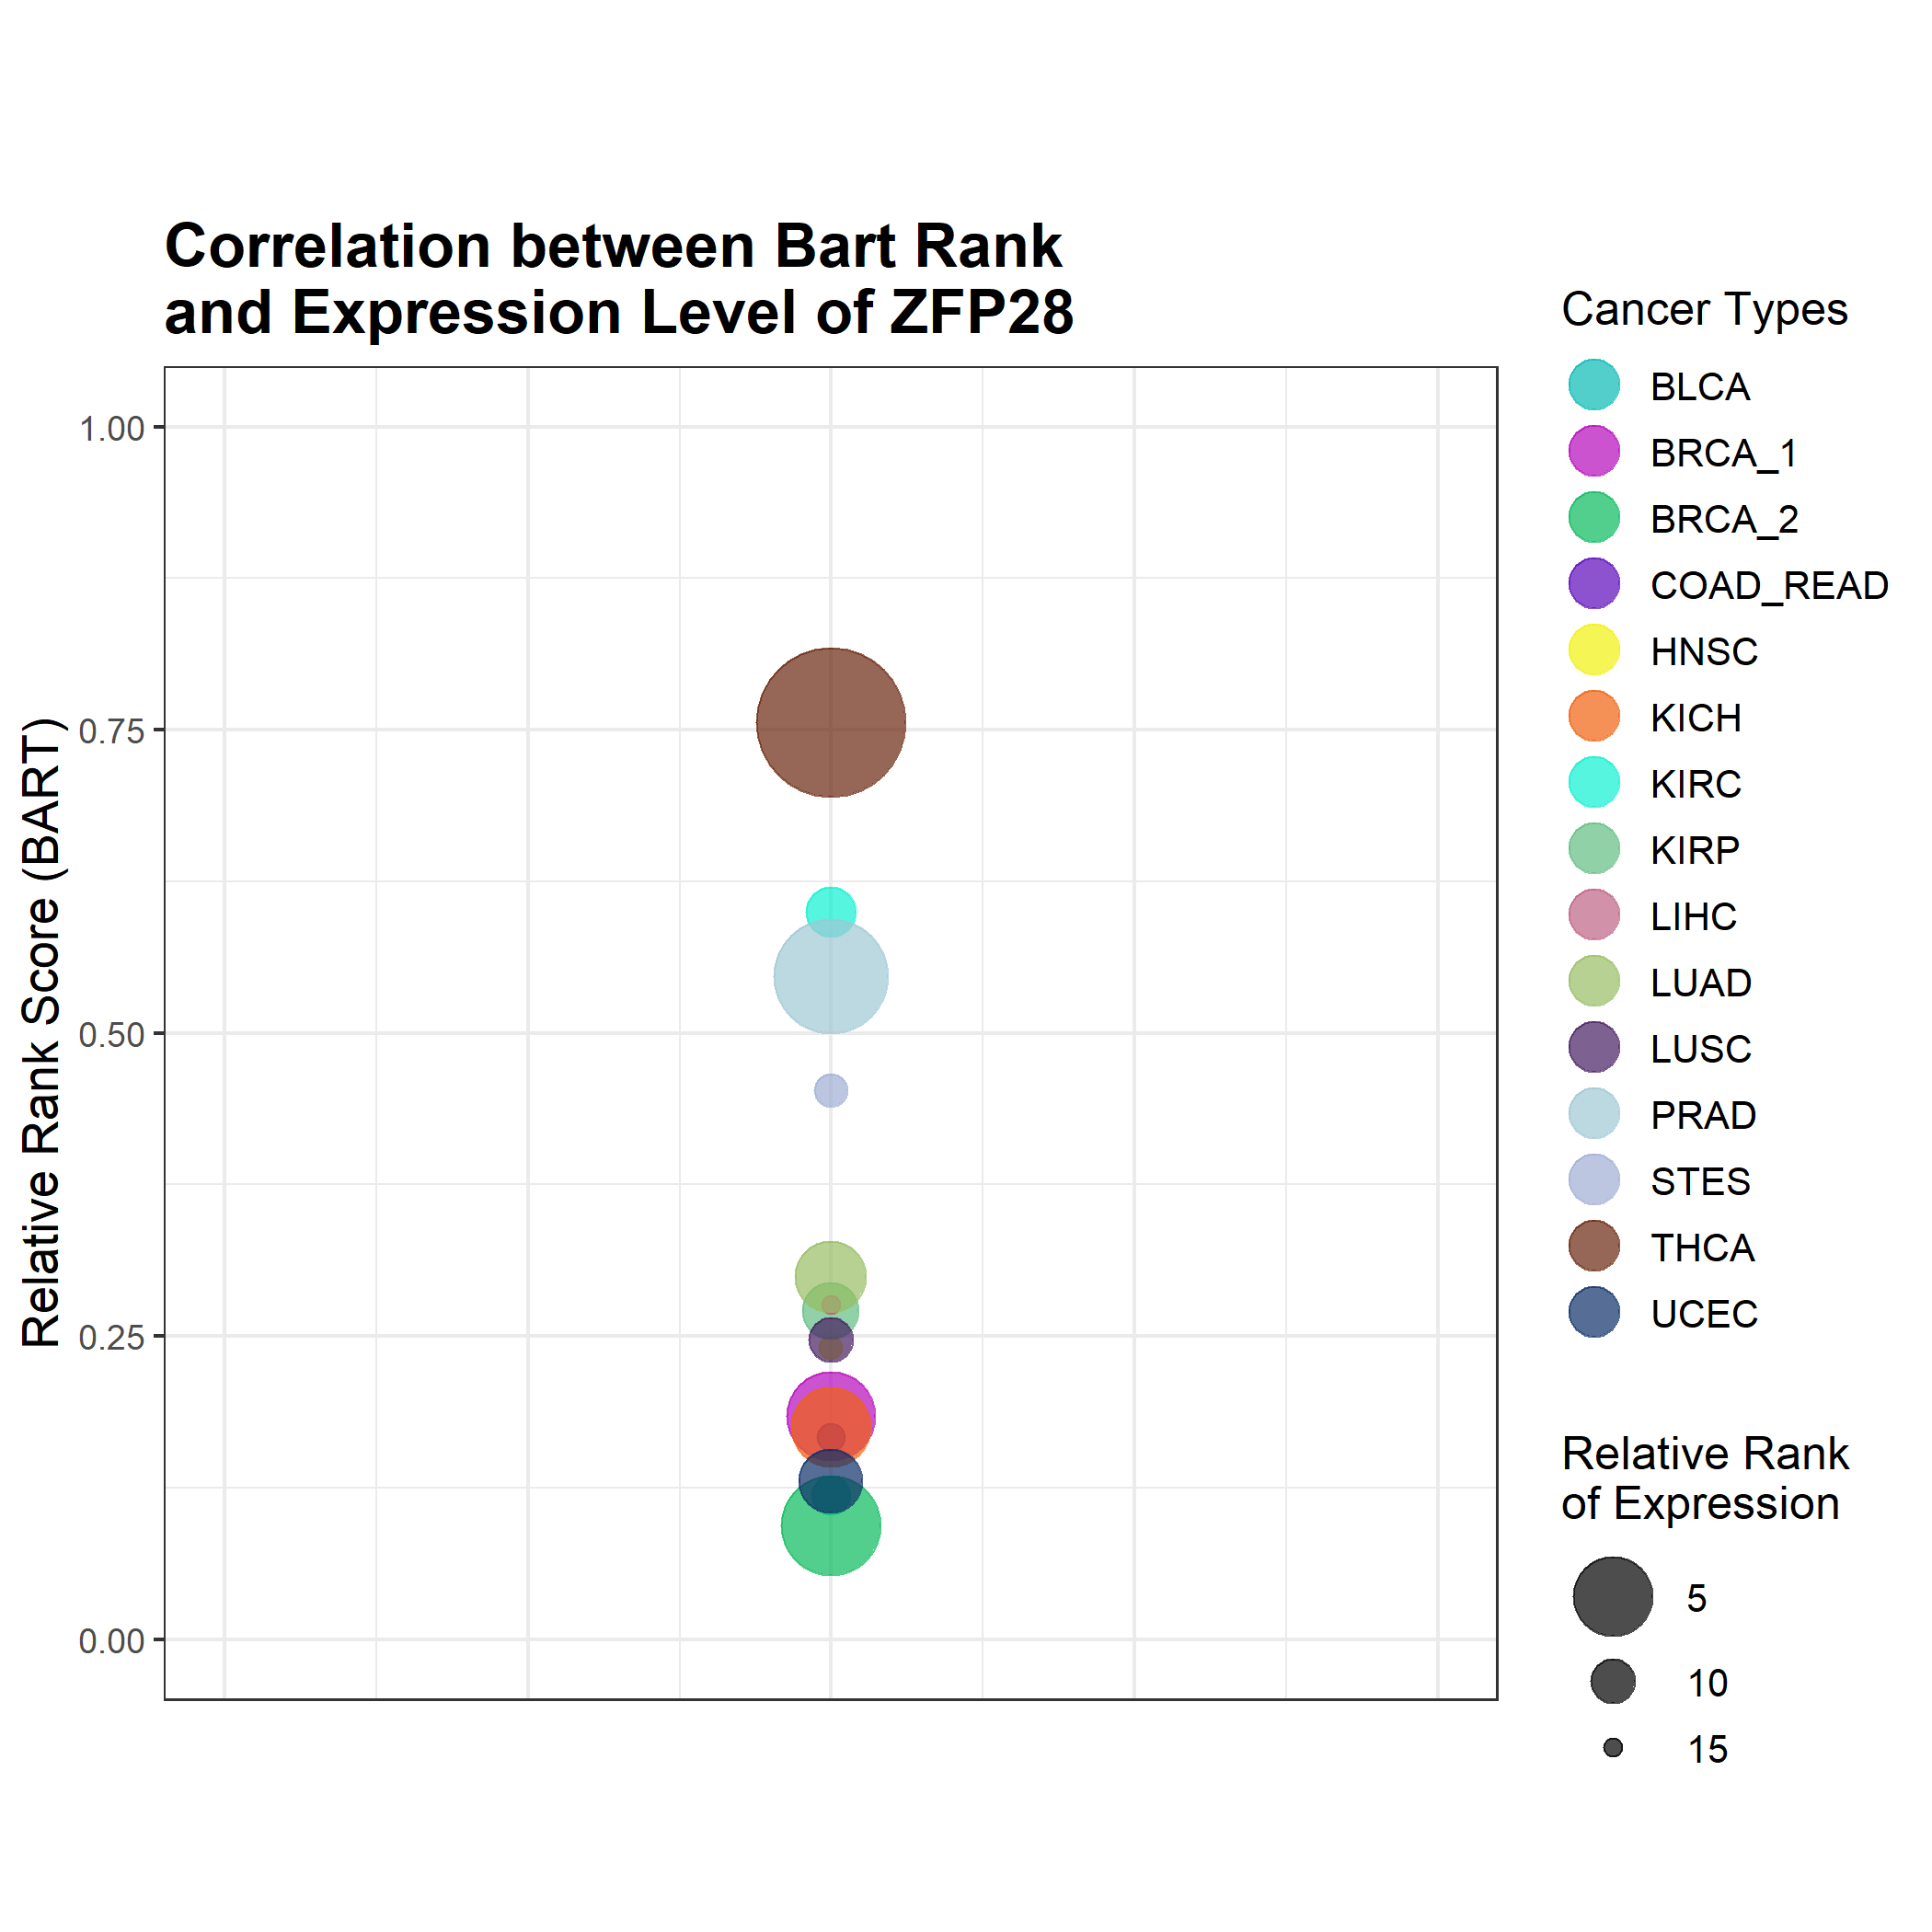 Correlation between Bart Rank
and Expression Level of ZFP28
Relative Rank Score (BART)
1.00
0.75
0.50
0.25
0.00
Cancer Types
BLCA
BRCA_1
BRCA_2
COAD_READ
HNSC
KICH
KIRC
KIRP
LIHC
LUAD
LUSC
PRAD
STES
THCA
UCEC
Relative Rank
of Expression
5
10
15